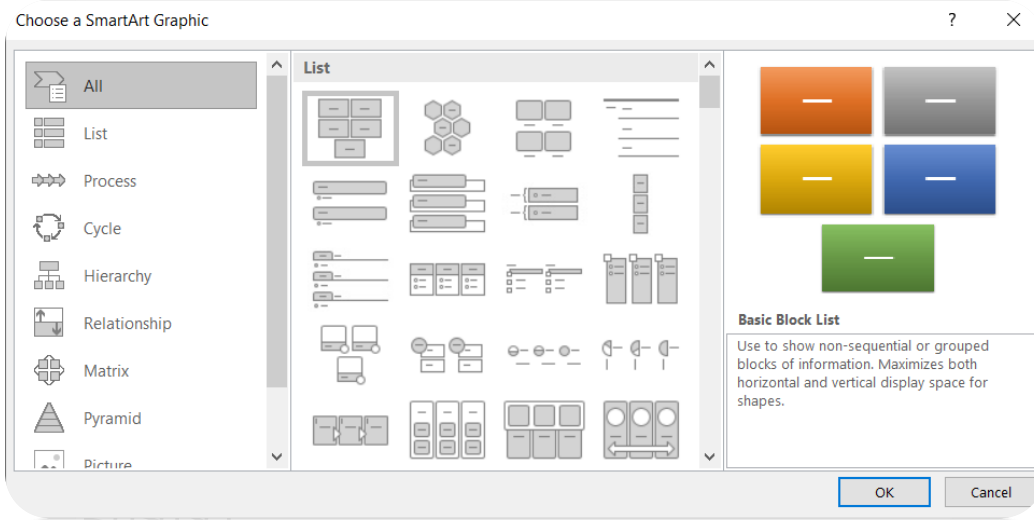 Choose a SmartArt Graphic
?
All
List
Process
Cycle
Hierarchy
Relationship
Matrix
Pyramid
Picture
List
Basic Block List
Use to show non-sequential or grouped
blocks of information. Maximizes both
horizontal and vertical display space for
shapes.
OK
Cancel